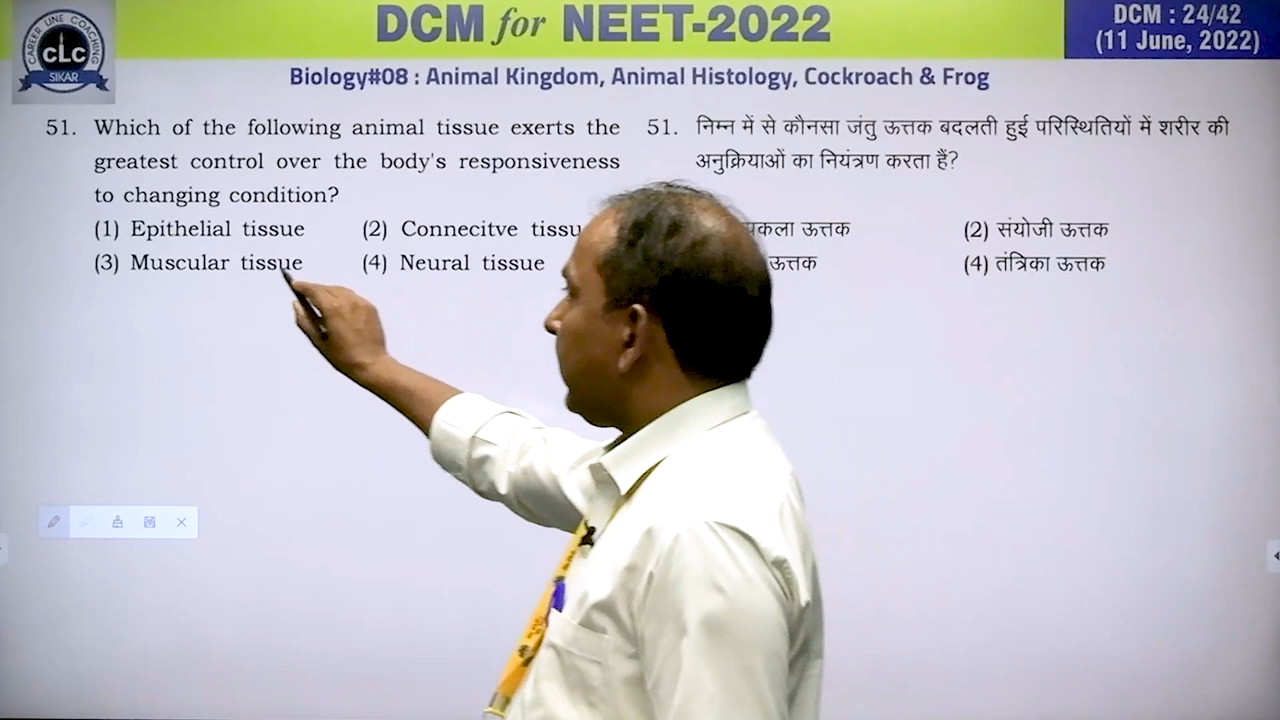 DCM for NEET-2022
DCM : 24/42
(11 June, 2022)
CAREER LINE COACHING
CLC
SIKAR
Biology#08 : Animal Kingdom, Animal Histology, Cockroach & Frog
51. Which of the following animal tissue exerts the
greatest control over the body's responsiveness
to changing condition?
(1) Epithelial tissue (2) Connecitve
(3) Muscular tissue (4) Neural tissue
51. निम्न में से कौनसा जंतु ऊत्तक बदलती हुई परिस्थितियों में शरीर की
अनुक्रियाओं का नियंत्रण करता हैं?
ऊत्तक (2) संयोजी ऊत्तक
ऊत्तक (4) तंत्रिका ऊत्तक